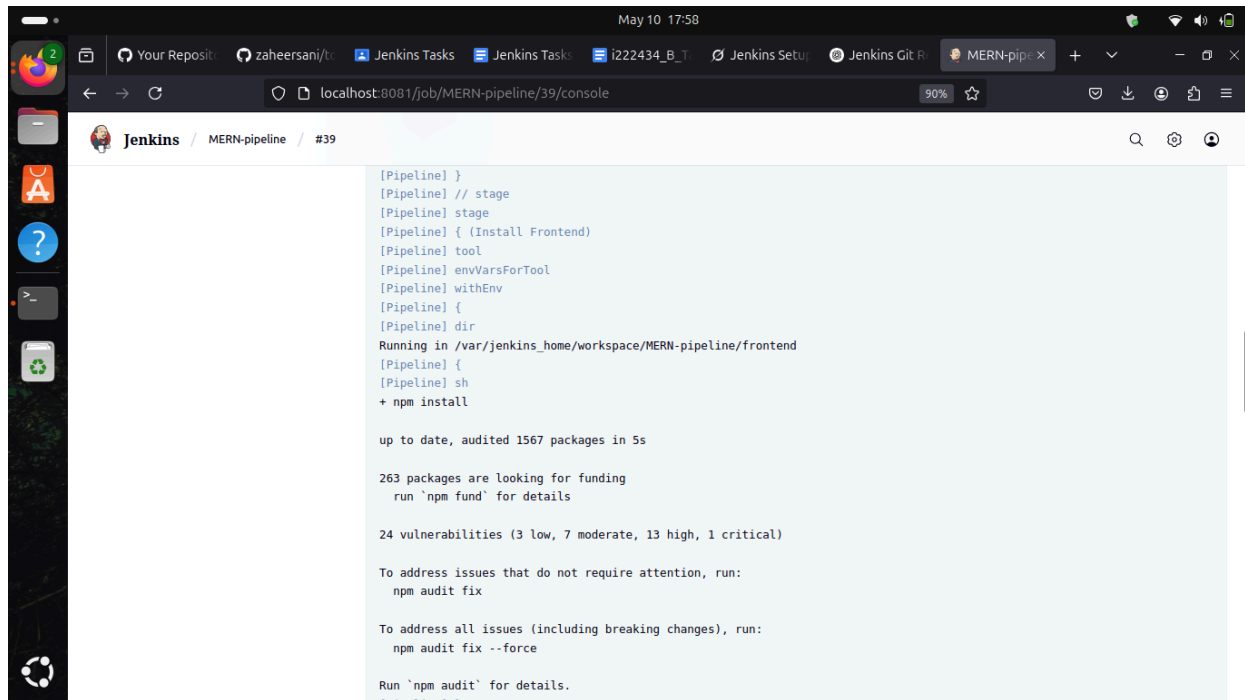 May 10 17:58
2
Your Reposit
zaheersani/tc
Jenkins Tasks
Jenkins Tasks
i222434_B_T
Jenkins Setup
Jenkins Git R
MERN-pipe
localhost:8081/job/MERN-pipeline/39/console
90%
Jenkins / MERN-pipeline / #39
[Pipeline] }
[Pipeline] // stage
[Pipeline] stage
[Pipeline] { (Install Frontend)
[Pipeline] tool
[Pipeline] envVarsForTool
[Pipeline] withEnv
[Pipeline] {
[Pipeline] dir
Running in /var/jenkins_home/workspace/MERN-pipeline/frontend
[Pipeline] {
[Pipeline] sh
+ npm install
up to date, audited 1567 packages in 5s
263 packages are looking for funding
run `npm fund` for details
24 vulnerabilities (3 low, 7 moderate, 13 high, 1 critical)
To address issues that do not require attention, run:
npm audit fix
To address all issues (including breaking changes), run:
npm audit fix --force
Run `npm audit` for details.